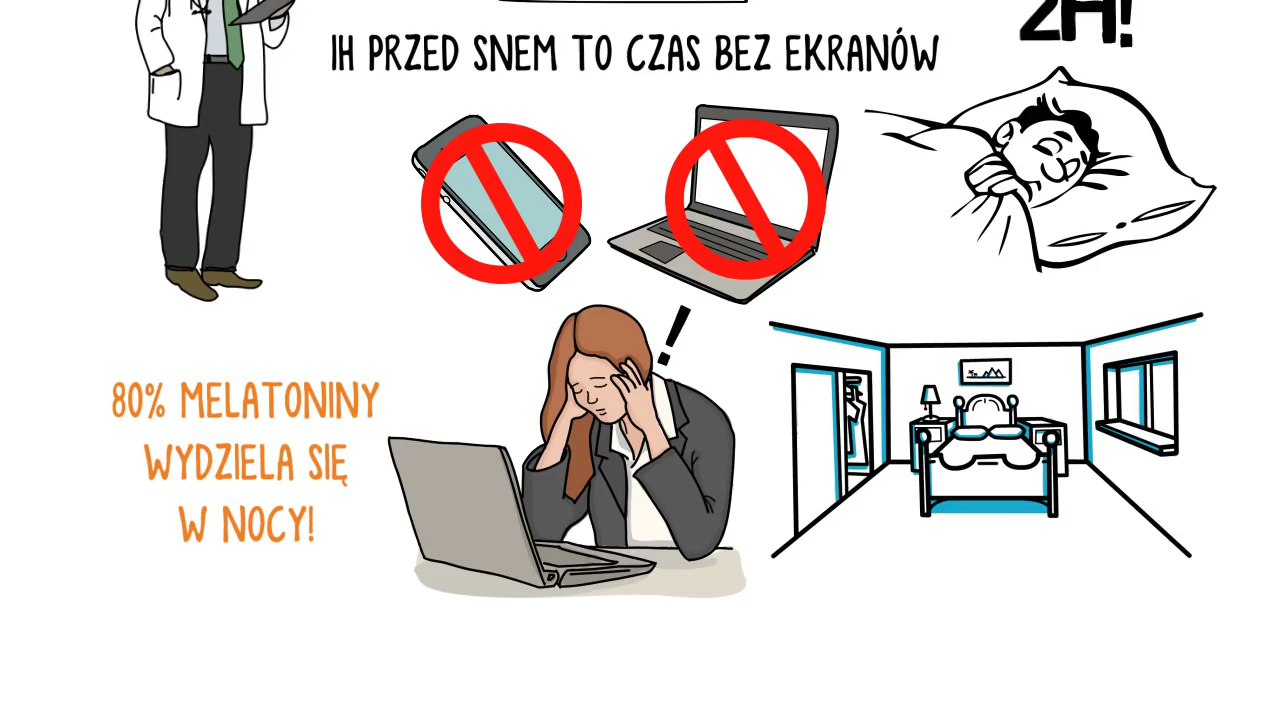 2H!
1H PRZED SNEM TO CZAS BEZ EKRANÓW
!
80% MELATONINY
WYDZIELA SIĘ
W NOCY!